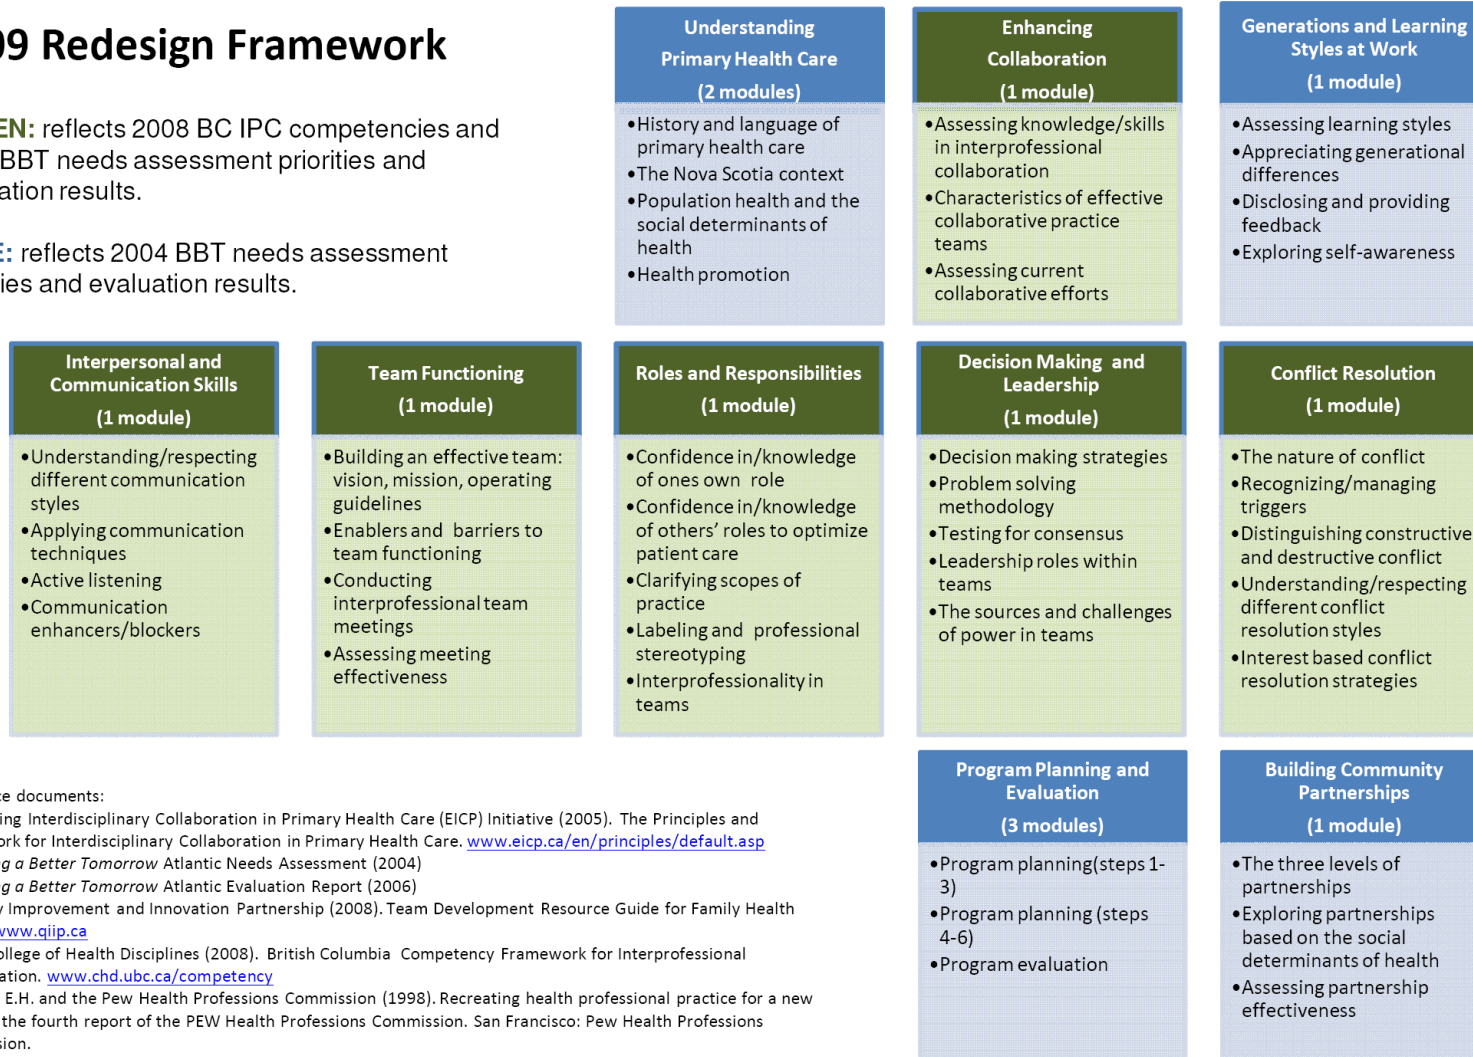 09 Redesign Framework
EN: reflects 2008 BC IPC competencies and
BBT needs assessment priorities and
ation results.
E: reflects 2004 BBT needs assessment
ies and evaluation results.
Understanding
Primary Health Care
(2 modules)
•History and language of
primary health care
•The Nova Scotia context
•Population health and the
social determinants of
health
•Health promotion
Enhancing
Collaboration
(1 module)
•Assessing knowledge/skills
in interprofessional
collaboration
•Characteristics of effective
collaborative practice
teams
•Assessing current
collaborative efforts
Generations and Learning
Styles at Work
(1 module)
•Assessing learning styles
•Appreciating generational
differences
•Disclosing and providing
feedback
•Exploring self-awareness
Interpersonal and
Communication Skills
(1 module)
•Understanding/respecting
different communication
styles
•Applying communication
techniques
•Active listening
•Communication
enhancers/blockers
Team Functioning
(1 module)
•Building an effective team:
vision, mission, operating
guidelines
•Enablers and barriers to
team functioning
•Conducting
interprofessional team
meetings
•Assessing meeting
effectiveness
Roles and Responsibilities
(1 module)
•Confidence in/knowledge
of ones own role
•Confidence in/knowledge
of others’ roles to optimize
patient care
•Clarifying scopes of
practice
•Labeling and professional
stereotyping
•Interprofessionality in
teams
Decision Making and
Leadership
(1 module)
•Decision making strategies
•Problem solving
methodology
•Testing for consensus
•Leadership roles within
teams
•The sources and challenges
of power in teams
Conflict Resolution
(1 module)
•The nature of conflict
•Recognizing/managing
triggers
•Distinguishing constructive
and destructive conflict
•Understanding/respecting
different conflict
resolution styles
•Interest based conflict
resolution strategies
Program Planning and
Evaluation
(3 modules)
•Program planning(steps 1-
3)
•Program planning (steps
4-6)
•Program evaluation
Building Community
Partnerships
(1 module)
•The three levels of
partnerships
•Exploring partnerships
based on the social
determinants of health
•Assessing partnership
effectiveness
ce documents:
ing Interdisciplinary Collaboration in Primary Health Care (EICP) Initiative (2005). The Principles and
ork for Interdisciplinary Collaboration in Primary Health Care. www.eicp.ca/en/principles/default.asp
g a Better Tomorrow Atlantic Needs Assessment (2004)
g a Better Tomorrow Atlantic Evaluation Report (2006)
y Improvement and Innovation Partnership (2008). Team Development Resource Guide for Family Health
www.qiip.ca
ollege of Health Disciplines (2008). British Columbia Competency Framework for Interprofessional
ation. www.chd.ubc.ca/competency
E.H. and the Pew Health Professions Commission (1998). Recreating health professional practice for a new
the fourth report of the PEW Health Professions Commission. San Francisco: Pew Health Professions
sion.